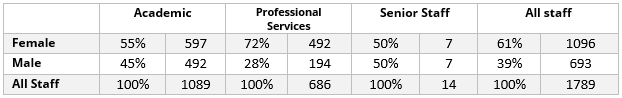 Academic Professional Services Senior Staff All staff
Female 55% 597 72% 492 50% 7 61% 1096
Male 45% 492 28% 194 50% 7 39% 693
All Staff 100% 1089 100% 686 100% 14 100% 1789